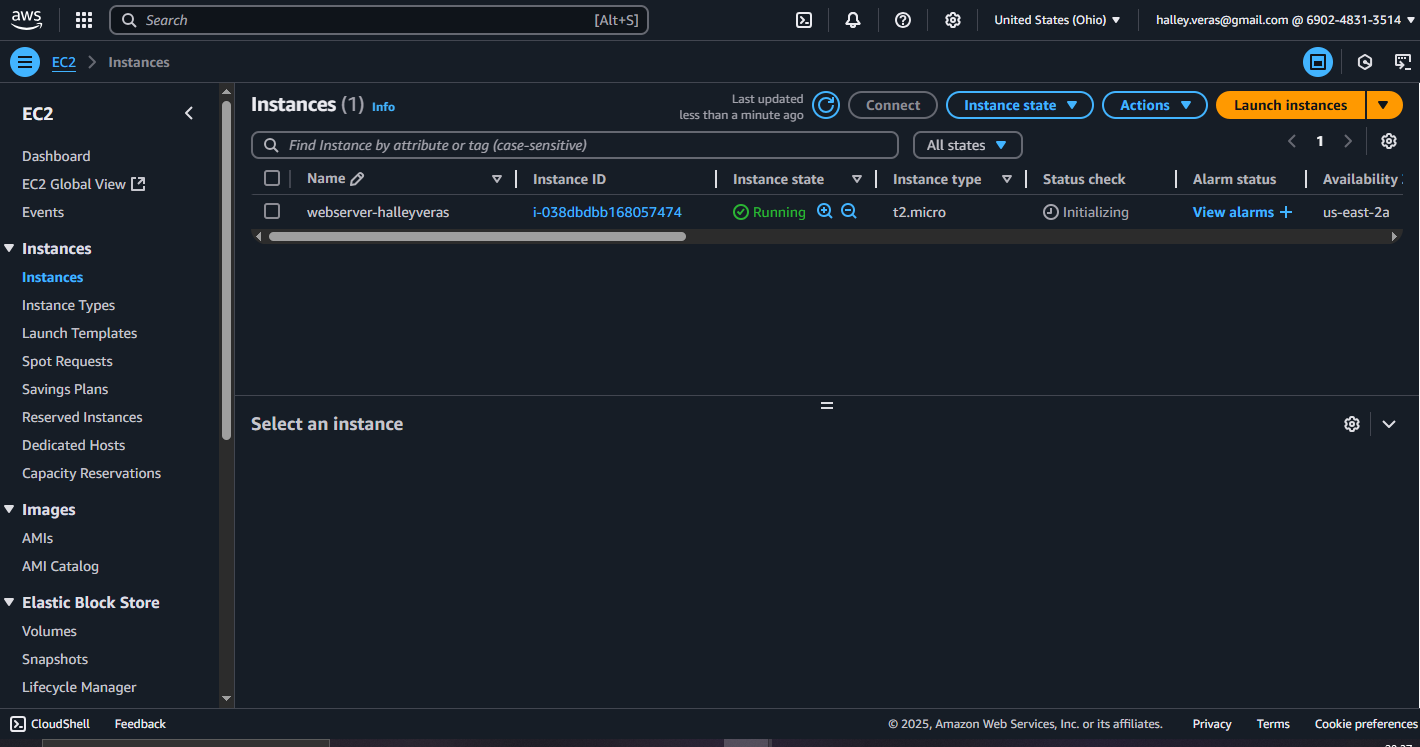 aws
Search [Alt+S]
United States (Ohio)
halley.veras@gmail.com @ 6902-4831-3514
EC2 Instances
EC2
Dashboard
EC2 Global View
Events
Instances
Instances
Instance Types
Launch Templates
Spot Requests
Savings Plans
Reserved Instances
Dedicated Hosts
Capacity Reservations
Images
AMIs
AMI Catalog
Elastic Block Store
Volumes
Snapshots
Lifecycle Manager
Instances (1) Info
Last updated
less than a minute ago
Connect
Instance state
Actions
Launch instances
Find Instance by attribute or tag (case-sensitive)
All states
1
Name Instance ID Instance state Instance type Status check Alarm status Availability
webserver-halleyveras i-038dbdbb168057474 Running t2.micro Initializing View alarms + us-east-2a
Select an instance
CloudShell Feedback
© 2025, Amazon Web Services, Inc. or its affiliates. Privacy Terms Cookie preferences